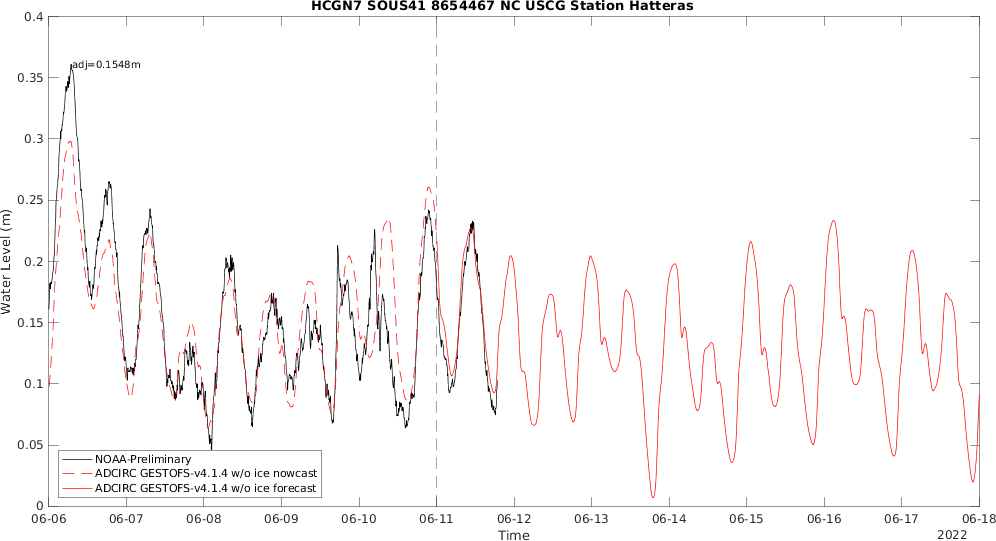 HCGN7 SOUS41 8654467 NC USCG Station Hatteras
0.4
0.35
0.3
0.25
0.2
0.15
0.1
0.05
0
Water Level (m)
adj=0.1548m
NOAA-Preliminary
ADCIRC GESTOFS-v4.1.4 w/o ice nowcast
ADCIRC GESTOFS-v4.1.4 w/o ice forecast
06-06 06-07 06-08 06-09 06-10 06-11 06-12 06-13 06-14 06-15 06-16 06-17 06-18
Time
2022